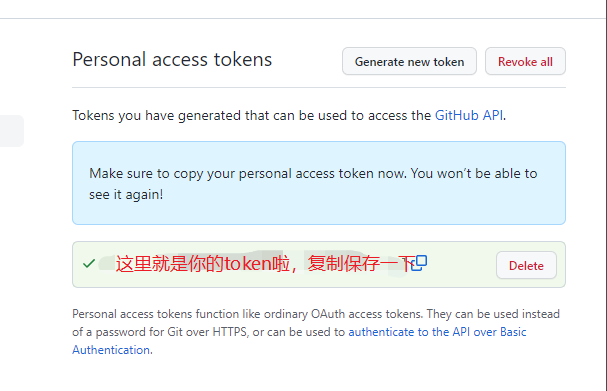 Personal access tokens
Generate new token
Revoke all
Tokens you have generated that can be used to access the GitHub API.
Make sure to copy your personal access token now. You won’t be able to
see it again!
这里就是你的token啦，复制保存一下
Delete
Personal access tokens function like ordinary OAuth access tokens. They can be used instead
of a password for Git over HTTPS, or can be used to authenticate to the API over Basic
Authentication.